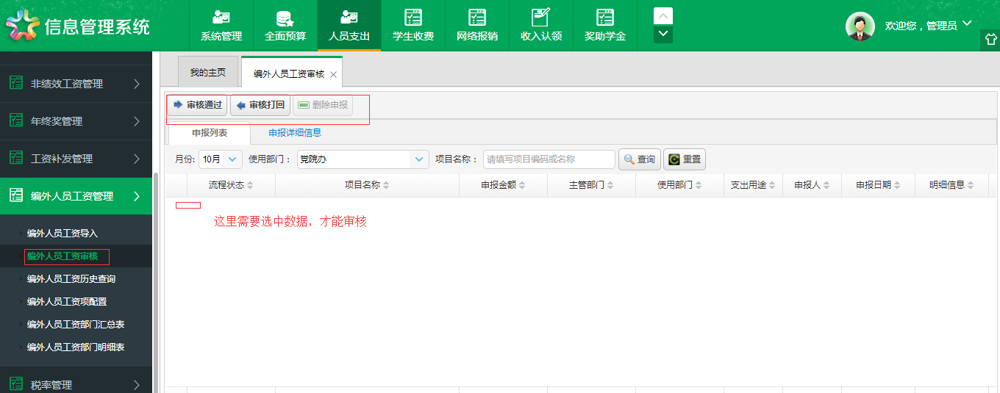 信息管理系统
系统管理
全面预算
人员支出
学生收费
网络报销
收入认领
奖助学金
欢迎您，管理员
非绩效工资管理
年终奖管理
工资补发管理
编外人员工资管理
编外人员工资导入
编外人员工资审核
编外人员工资历史查询
编外人员工资项配置
编外人员工资部门汇总表
编外人员工资部门明细表
税率管理
我的主页
编外人员工资审核
审核通过
审核打回
删除申报
申报列表
申报详细信息
月份: 10月 使用部门： 党院办 项目名称： 请填写项目编码或名称 查询 重置
流程状态 项目名称 申报金额 主管部门 使用部门 支出用途 申报人 申报日期 明细信息
这里需要选中数据，才能审核